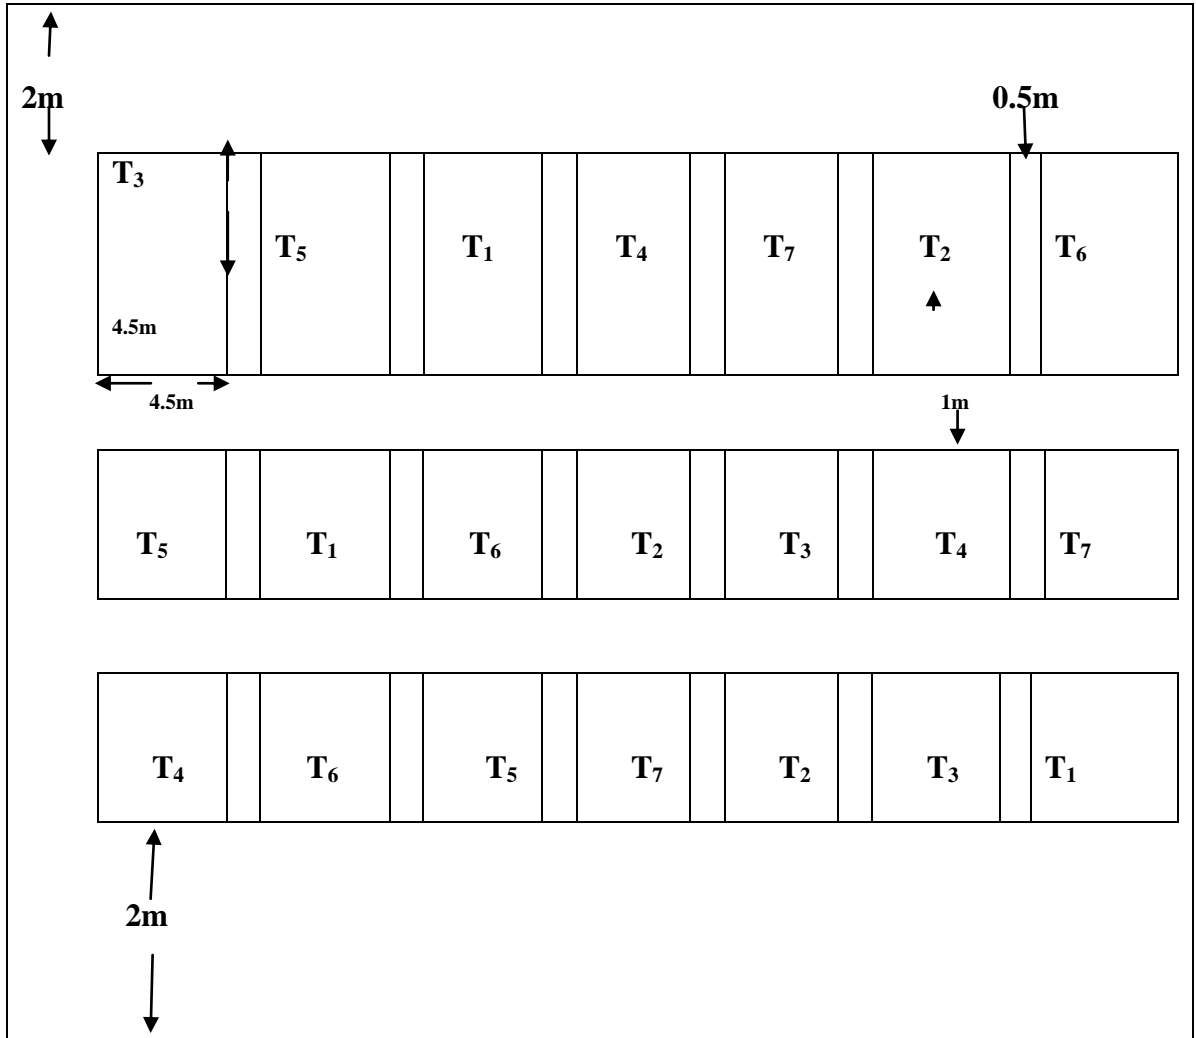 2m 0.5m
T₃
T₅ T₁ T₄ T₇ T₂ T₆
4.5m
4.5m 1m
T₅ T₁ T₆ T₂ T₃ T₄ T₇
T₄ T₆ T₅ T₇ T₂ T₃ T₁
2m